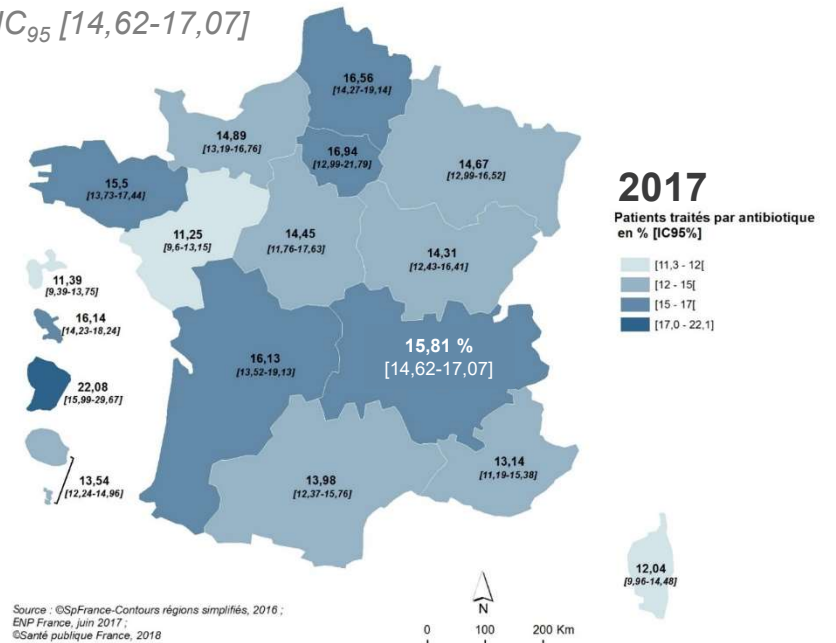 IC95 [14,62-17,07]
16,56
[14,27-19,14]
14,89
[13,19-16,76]
16,94
[12,99-21,79]
14,67
[12,99-16,52]
15,5
[13,73-17,44]
11,25
[9,6-13,15]
14,45
[11,76-17,63]
14,31
[12,43-16,41]
11,39
[9,39-13,75]
16,14
[14,23-18,24]
22,08
[15,99-29,67]
13,54
[12,24-14,96]
16,13
[13,52-19,13]
15,81 %
[14,62-17,07]
13,98
[12,37-15,76]
13,14
[11,19-15,38]
12,04
[9,96-14,48]
2017
Patients traités par antibiotique
en % [IC95%]
[11,3 - 12[
[12 - 15[
[15 - 17[
[17,0 - 22,1]
Source : ©SpFrance-Contours régions simplifiés, 2016 ;
ENP France, juin 2017 ;
©Santé publique France, 2018
N
0 100 200 Km